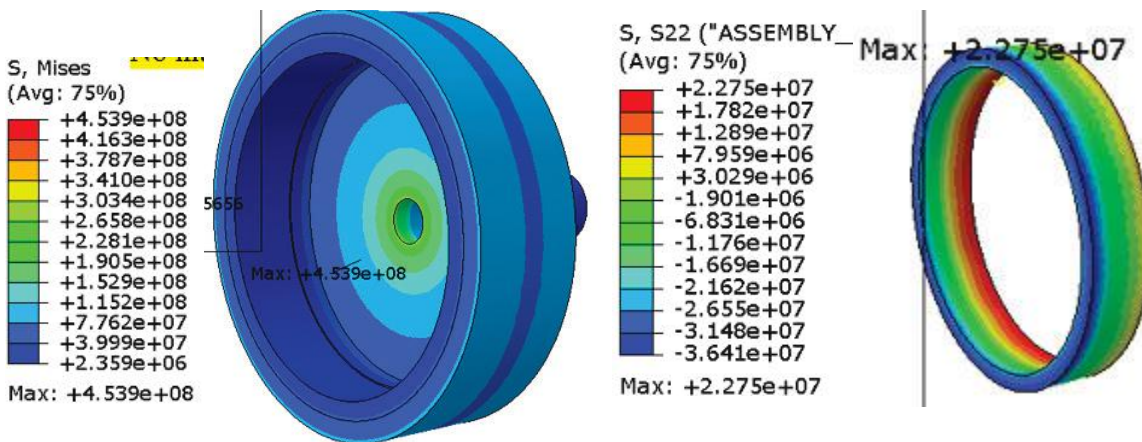 S, Mises
(Avg: 75%)
+4.539e+08
+4.163e+08
+3.787e+08
+3.410e+08
+3.034e+08
+2.658e+08
+2.281e+08
+1.905e+08
+1.529e+08
+1.152e+08
+7.762e+07
+3.999e+07
+2.359e+06
Max: +4.539e+08
5656
Max: +4.539e+08
S, S22 ("ASSEMBLY_
(Avg: 75%)
+2.275e+07
+1.782e+07
+1.289e+07
+7.959e+06
+3.029e+06
-1.901e+06
-6.831e+06
-1.176e+07
-1.669e+07
-2.162e+07
-2.655e+07
-3.148e+07
-3.641e+07
Max: +2.275e+07
Max: +2.275e+07